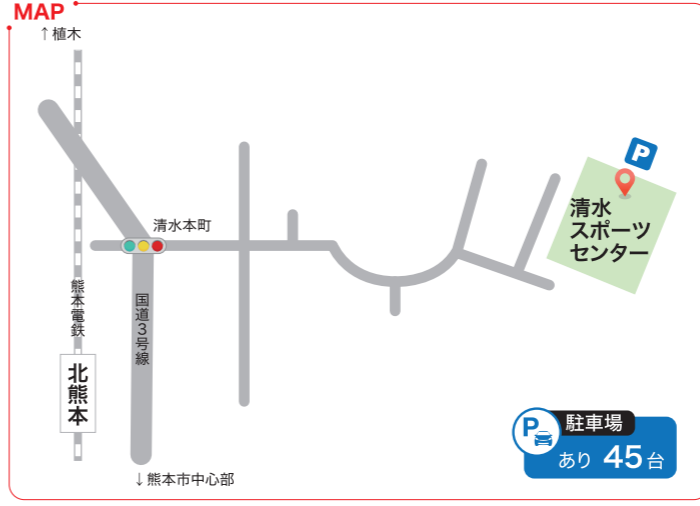 MAP
↑植木
清水本町
熊本電鉄
国道3号線
北熊本
↓熊本市中心部
P
清水
スポーツ
センター
P
駐車場
あり 45台